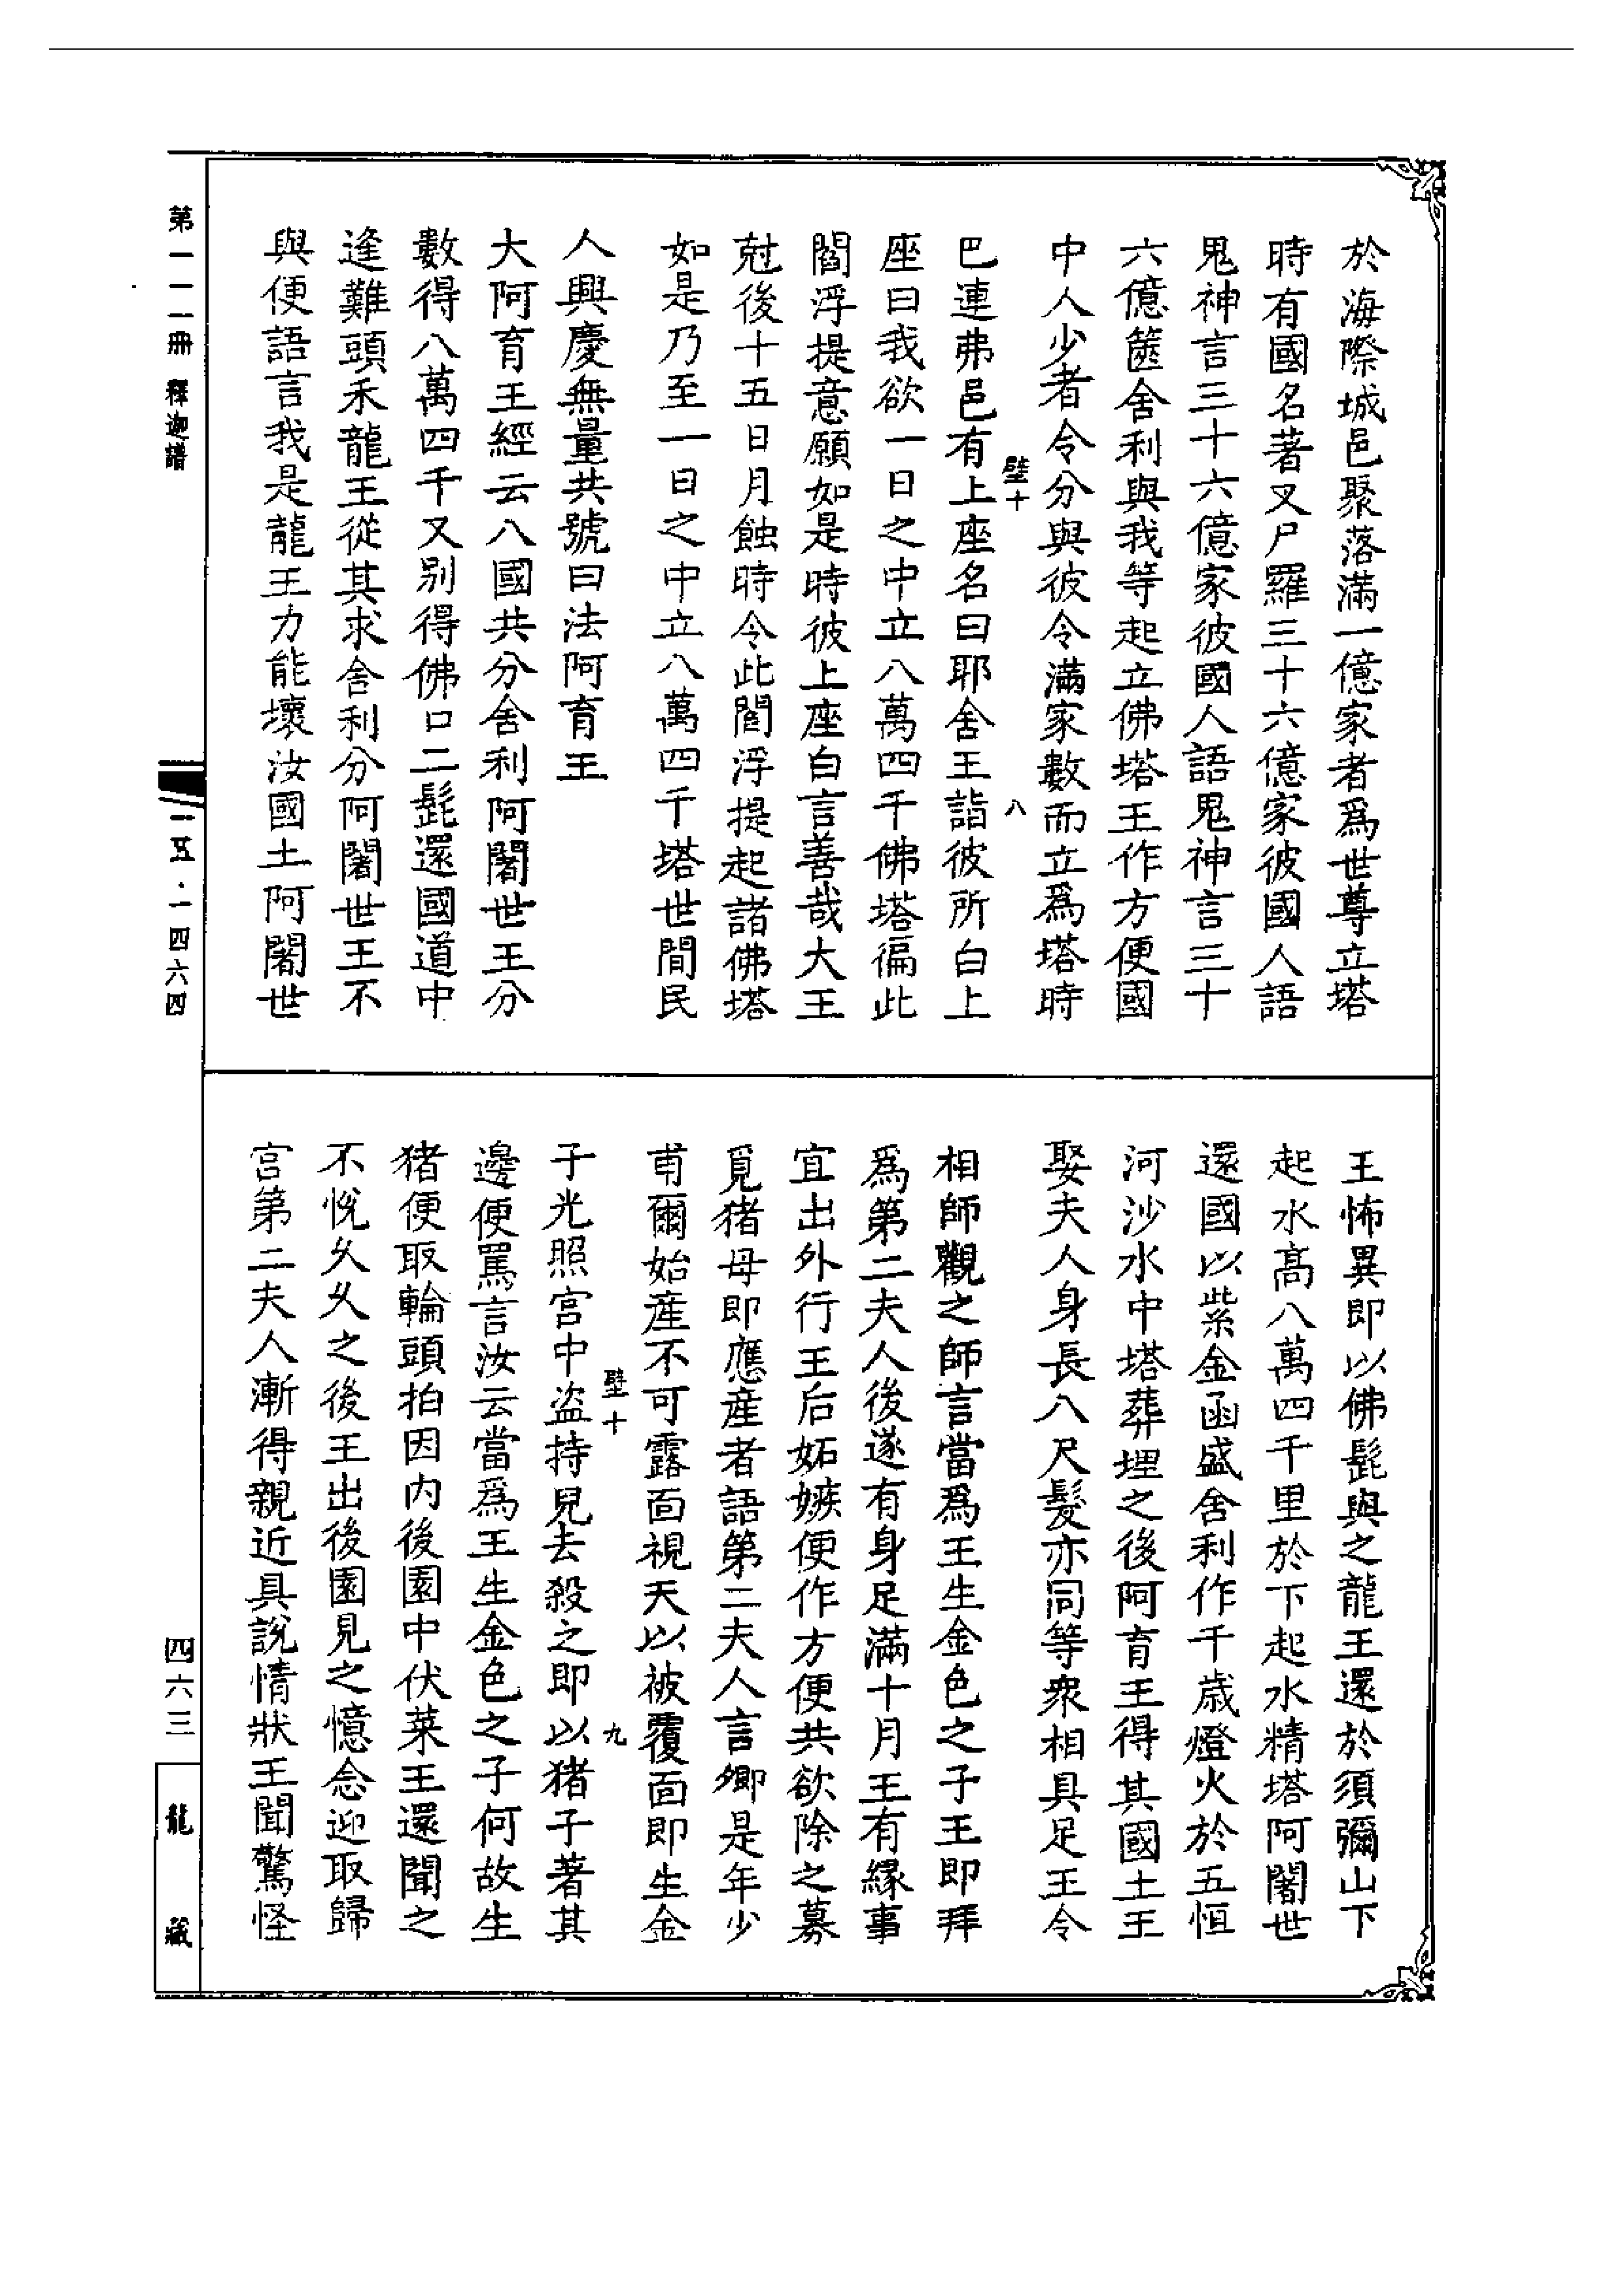 於海際城邑聚落滿一億家者爲世尊立塔
時有國名著叉尸羅三十六億家彼國人語
鬼神言三十六億家彼國人語鬼神言三十
六億篋舍利與我等起立佛塔王作方便國
中人少者令分與彼令滿家數而立爲塔時
壁十 八
巴連弗邑有上座名曰耶舍王詣彼所白上
座曰我欲一日之中立八萬四千佛塔徧此
閻浮提意願如是時彼上座白言善哉大王
尅後十五日月蝕時令此閻浮提起諸佛塔
如是乃至一日之中立八萬四千塔世間民
人興慶無量共號曰法阿育王
大阿育王經云八國共分舍利阿闍世王分
數得八萬四千又别得佛口二髭還國道中
逢難頭禾龍王從其求舍利分阿闍世王不
與便語言我是龍王力能壞汝國土阿闍世
王怖異即以佛髭與之龍王還於須彌山下
起水高八萬四千里於下起水精塔阿闍世
還國以紫金函盛舍利作千歲燈火於五恒
河沙水中塔葬埋之後阿育王得其國土王
娶夫人身長八尺髮亦同等衆相具足王令
相師觀之師言當爲王生金色之子王即拜
爲第二夫人後遂有身足滿十月王有緣事
宜出外行王后妬嫉便作方便共欲除之募
覓猪母即應産者語第二夫人言卿是年少
甫爾始産不可露面視天以被覆面即生金
壁十 九
子光照宮中盜持兒去殺之即以猪子著其
邊便罵言汝云當爲王生金色之子何故生
猪便取輪頭拍因内後園中伏菜王還聞之
不悅久久之後王出後園見之憶念迎取歸
宮第二夫人漸得親近具說情狀王聞驚怪
第一一一册 釋迦譜
一五·一四六四
四六三
龍藏